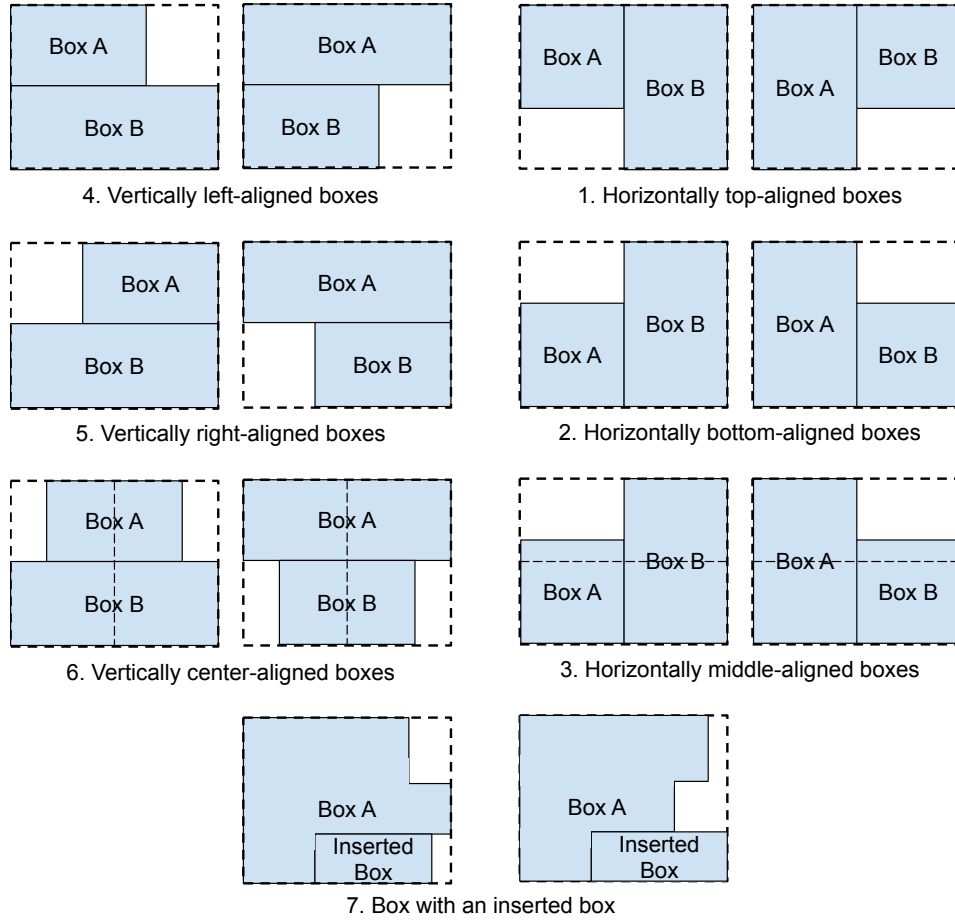 Box A
Box B
Box A
Box B
4. Vertically left-aligned boxes
Box A
Box B
Box A
Box B
1. Horizontally top-aligned boxes
Box A
Box B
Box A
Box B
5. Vertically right-aligned boxes
Box A
Box B
Box A
Box B
2. Horizontally bottom-aligned boxes
Box A
Box B
Box A
Box B
6. Vertically center-aligned boxes
Box A
Box B
Box A
Box B
3. Horizontally middle-aligned boxes
Box A
Inserted
Box
Box A
Inserted
Box
7. Box with an inserted box